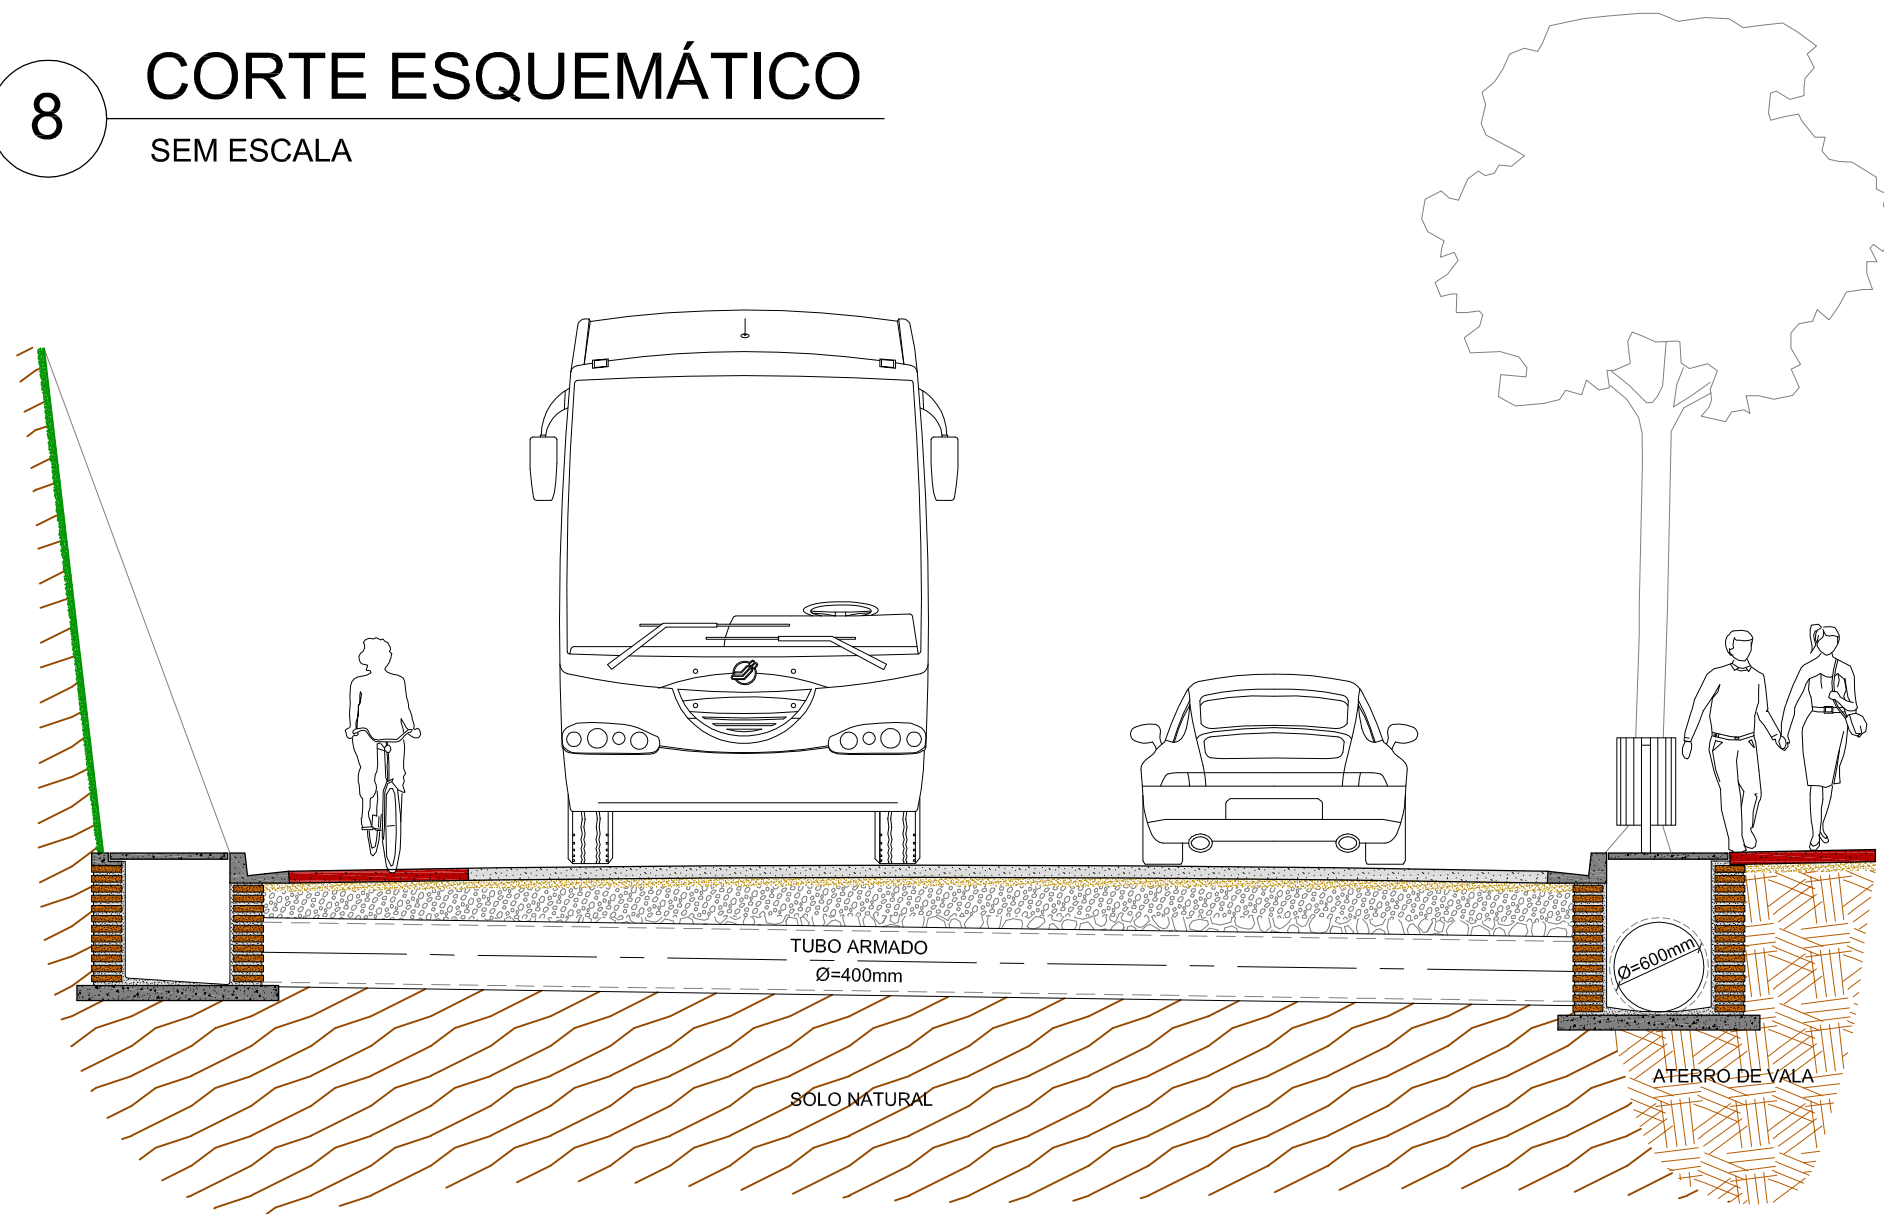 8
CORTE ESQUEMÁTICO
SEM ESCALA
TUBO ARMADO
Ø=400mm
Ø=600mm
ATERRO DE VALA
SOLO NATURAL